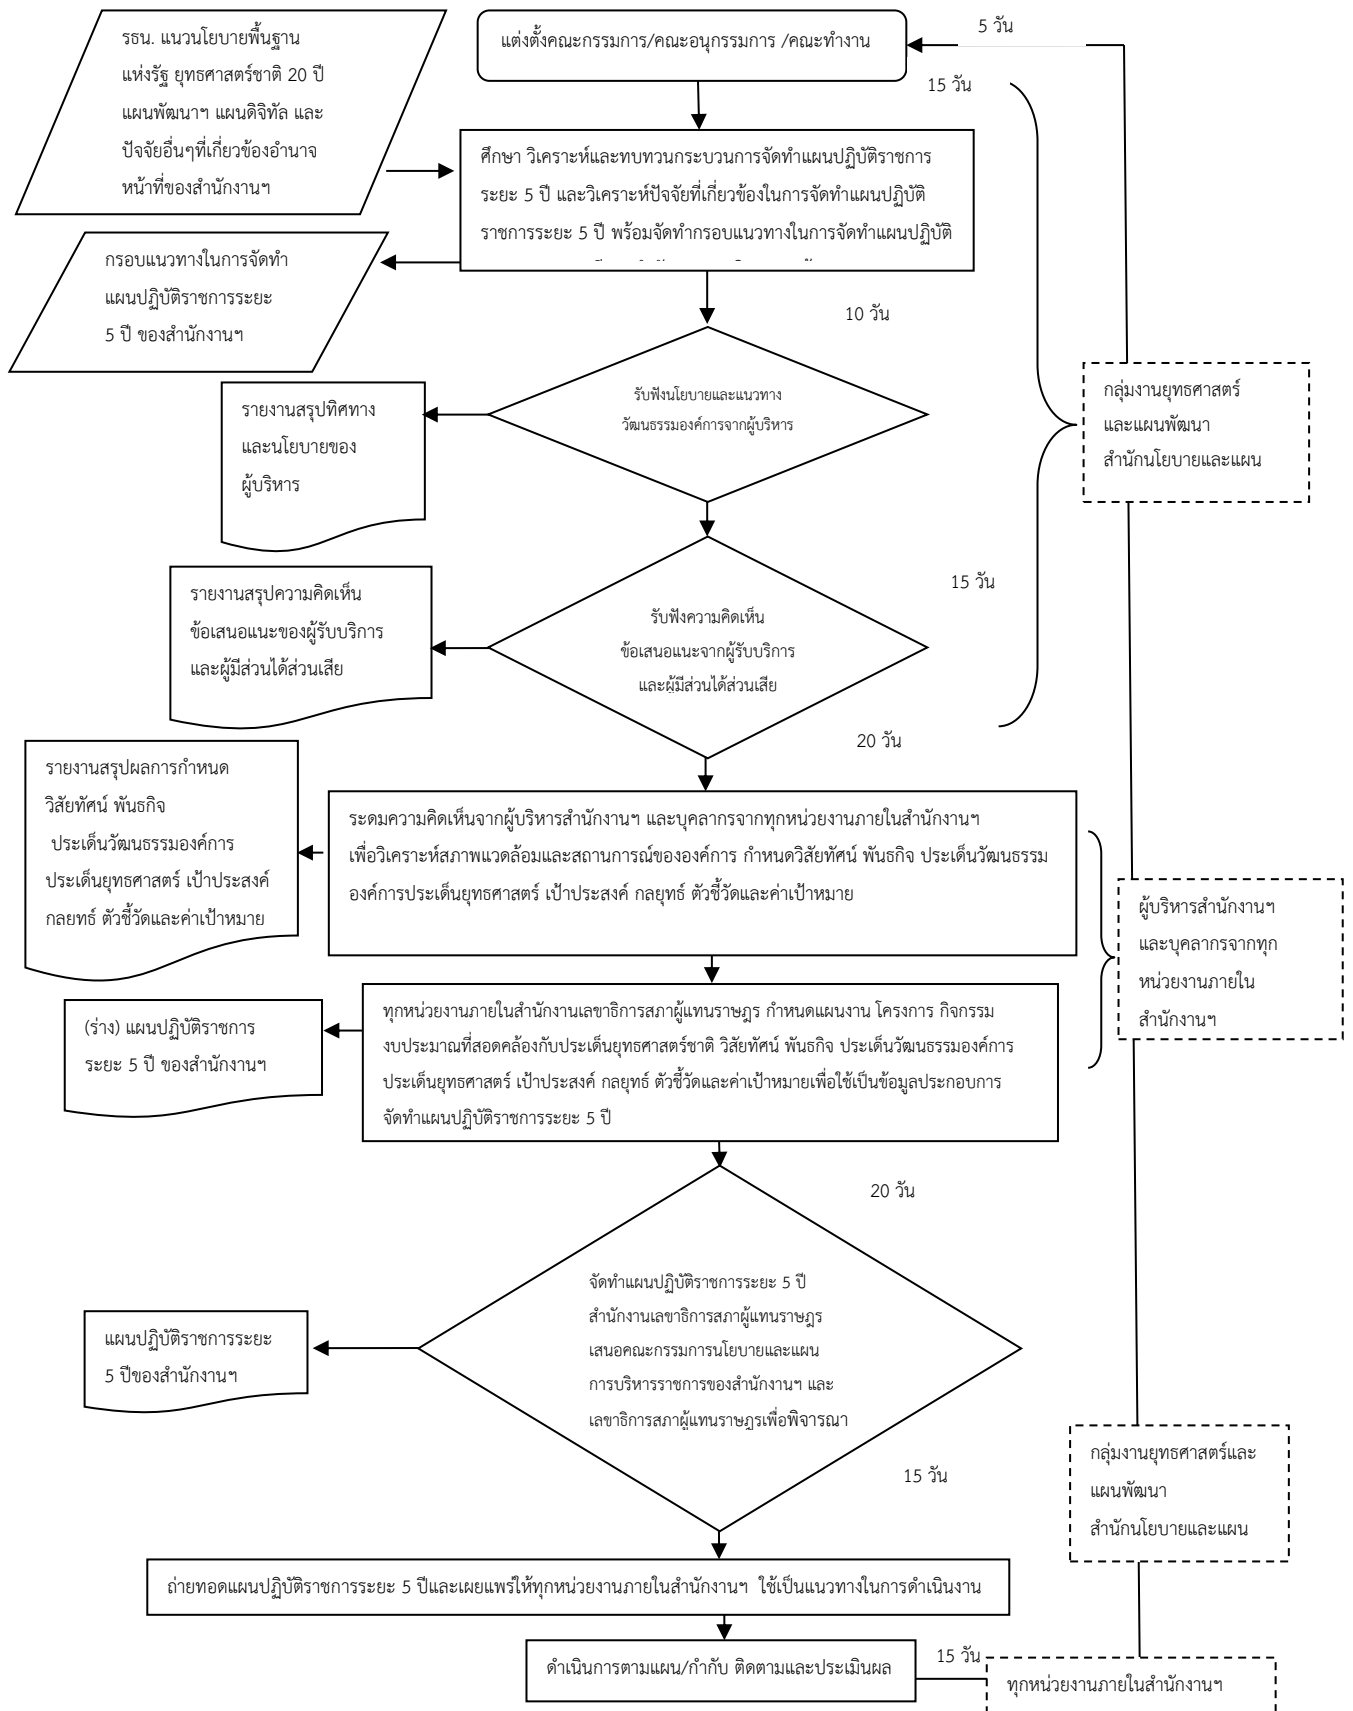 รธน. แนวนโยบายพื้นฐาน
แห่งรัฐ ยุทธศาสตร์ชาติ 20 ปี
แผนพัฒนาฯ แผนดิจิทัล และ
ปัจจัยอื่นๆที่เกี่ยวข้องอำนาจ
หน้าที่ของสำนักงานฯ
แต่งตั้งคณะกรรมการ/คณะอนุกรรมการ /คณะทำงาน
5 วัน
15 วัน
ศึกษา วิเคราะห์และทบทวนกระบวนการจัดทำแผนปฏิบัติราชการ
ระยะ 5 ปี และวิเคราะห์ปัจจัยที่เกี่ยวข้องในการจัดทำแผนปฏิบัติ
ราชการระยะ 5 ปี พร้อมจัดทำกรอบแนวทางในการจัดทำแผนปฏิบัติ
กรอบแนวทางในการจัดทำ
แผนปฏิบัติราชการระยะ
5 ปี ของสำนักงานฯ
10 วัน
รับฟังนโยบายและแนวทาง
วัฒนธรรมองค์การจากผู้บริหาร
รายงานสรุปทิศทาง
และนโยบายของ
ผู้บริหาร
กลุ่มงานยุทธศาสตร์
และแผนพัฒนา
สำนักนโยบายและแผน
15 วัน
รับฟังความคิดเห็น
ข้อเสนอแนะจากผู้รับบริการ
และผู้มีส่วนได้ส่วนเสีย
รายงานสรุปความคิดเห็น
ข้อเสนอแนะของผู้รับบริการ
และผู้มีส่วนได้ส่วนเสีย
20 วัน
รายงานสรุปผลการกำหนด
วิสัยทัศน์ พันธกิจ
ประเด็นวัฒนธรรมองค์การ
ประเด็นยุทธศาสตร์ เป้าประสงค์
กลยุทธ์ ตัวชี้วัดและค่าเป้าหมาย
ระดมความคิดเห็นจากผู้บริหารสำนักงานฯ และบุคลากรจากทุกหน่วยงานภายในสำนักงานฯ
เพื่อวิเคราะห์สภาพแวดล้อมและสถานการณ์ขององค์การ กำหนดวิสัยทัศน์ พันธกิจ ประเด็นวัฒนธรรม
องค์การประเด็นยุทธศาสตร์ เป้าประสงค์ กลยุทธ์ ตัวชี้วัดและค่าเป้าหมาย
ผู้บริหารสำนักงานฯ
และบุคลากรจากทุก
หน่วยงานภายใน
สำนักงานฯ
(ร่าง) แผนปฏิบัติราชการ
ระยะ 5 ปี ของสำนักงานฯ
ทุกหน่วยงานภายในสำนักงานเลขาธิการสภาผู้แทนราษฎร กำหนดแผนงาน โครงการ กิจกรรม
งบประมาณที่สอดคล้องกับประเด็นยุทธศาสตร์ชาติ วิสัยทัศน์ พันธกิจ ประเด็นวัฒนธรรมองค์การ
ประเด็นยุทธศาสตร์ เป้าประสงค์ กลยุทธ์ ตัวชี้วัดและค่าเป้าหมายเพื่อใช้เป็นข้อมูลประกอบการ
จัดทำแผนปฏิบัติราชการระยะ 5 ปี
20 วัน
จัดทำแผนปฏิบัติราชการระยะ 5 ปี
สำนักงานเลขาธิการสภาผู้แทนราษฎร
เสนอคณะกรรมการนโยบายและแผน
การบริหารราชการของสำนักงานฯ และ
เลขาธิการสภาผู้แทนราษฎรเพื่อพิจารณา
แผนปฏิบัติราชการระยะ
5 ปีของสำนักงานฯ
15 วัน
กลุ่มงานยุทธศาสตร์และ
แผนพัฒนา
สำนักนโยบายและแผน
ถ่ายทอดแผนปฏิบัติราชการระยะ 5 ปีและเผยแพร่ให้ทุกหน่วยงานภายในสำนักงานฯ ใช้เป็นแนวทางในการดำเนินงาน
ดำเนินการตามแผน/กำกับ ติดตามและประเมินผล
15 วัน
ทุกหน่วยงานภายในสำนักงานฯ